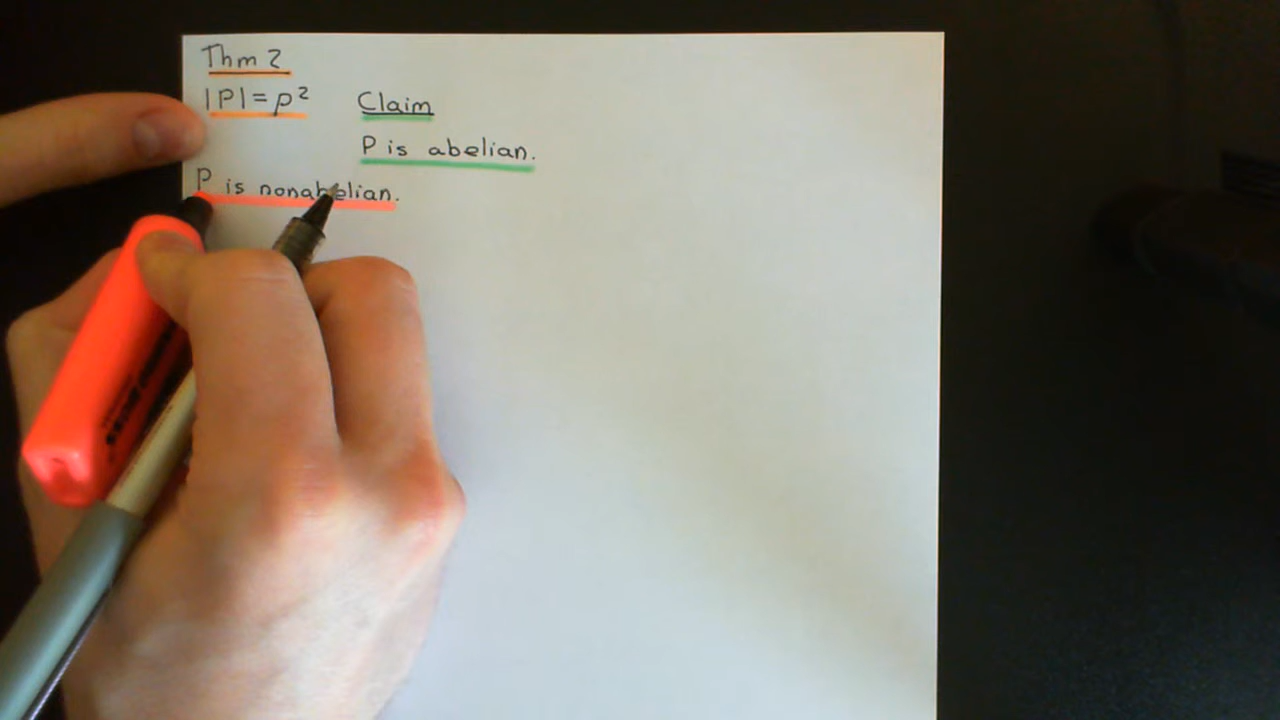 Thm 2
|P| = p²
Claim
P is abelian.
P is nonabelian.